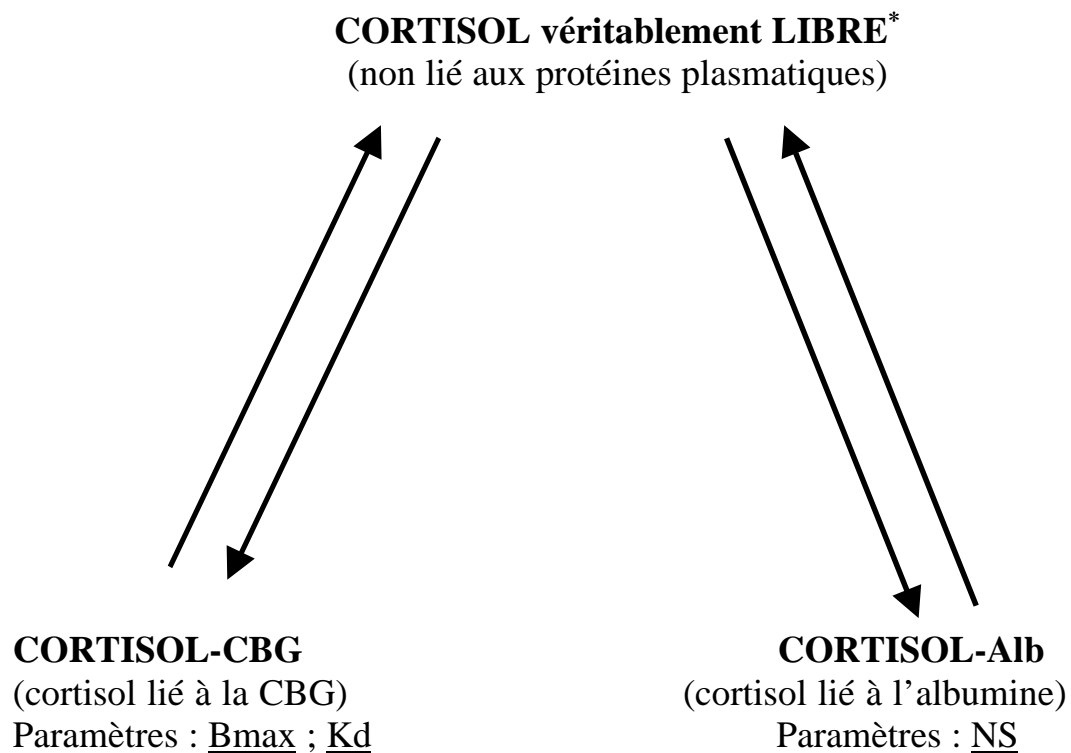 CORTISOL véritablement LIBRE*
(non lié aux protéines plasmatiques)
CORTISOL-CBG
(cortisol lié à la CBG)
Paramètres : Bmax ; Kd
CORTISOL-Alb
(cortisol lié à l’albumine)
Paramètres : NS